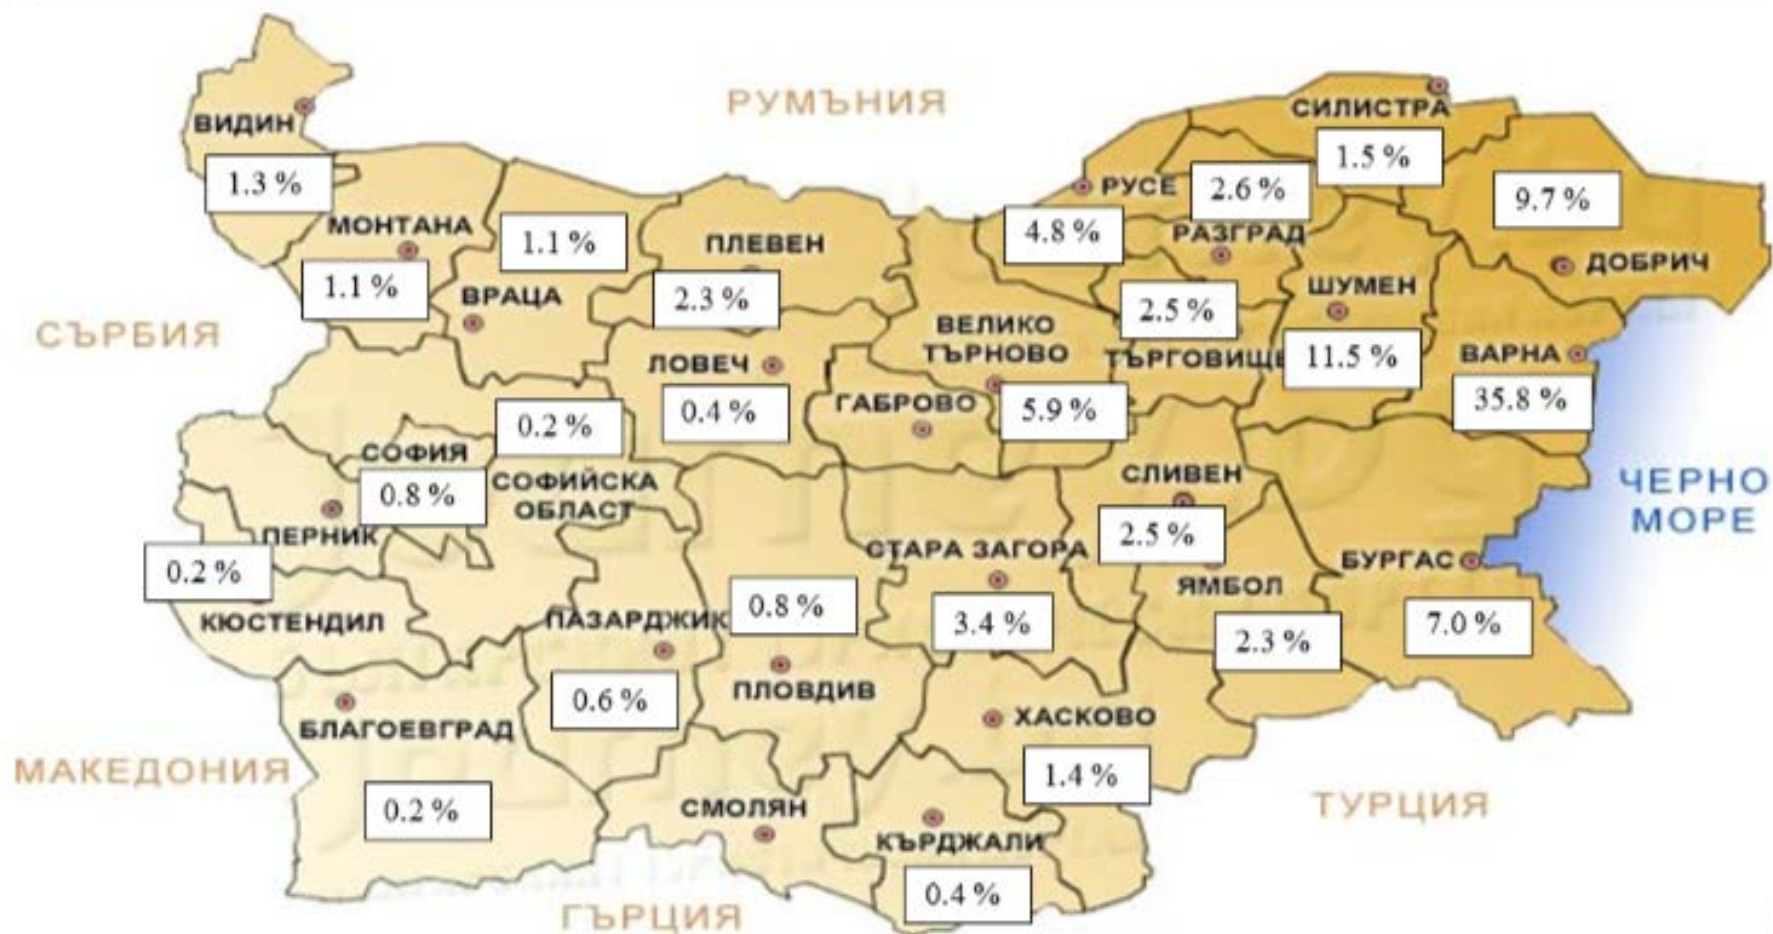 РУМЪНИЯ
СИЛИСТРА
ВИДИН
1.5 %
1.3 %
РУСЕ
2.6 %
9.7 %
МОНТАНА
1.1 %
ПЛЕВЕН
4.8 %
РАЗГРАД
ДОБРИЧ
1.1 %
ВРАЦА
2.3 %
2.5 %
ШУМЕН
СЪРБИЯ
ВЕЛИКО
ТЪРНОВО
ТЪРГОВИЩЕ
11.5 %
ВАРНА
ЛОВЕЧ
0.4 %
ГАБРОВО
5.9 %
35.8 %
0.2 %
СОФИЯ
0.8 %
СОФИЙСКА
ОБЛАСТ
СЛИВЕН
2.5 %
ЧЕРНО
МОРЕ
ПЕРНИК
0.2 %
СТАРА ЗАГОРА
БУРГАС
ЯМБОЛ
КЮСТЕНДИЛ
ПАЗАРДЖИК
0.8 %
3.4 %
2.3 %
7.0 %
0.6 %
ПЛОВДИВ
БЛАГОЕВГРАД
ХАСКОВО
МАКЕДОНИЯ
1.4 %
0.2 %
СМОЛЯН
ТУРЦИЯ
КЪРДЖАЛИ
0.4 %
ГЪРЦИЯ